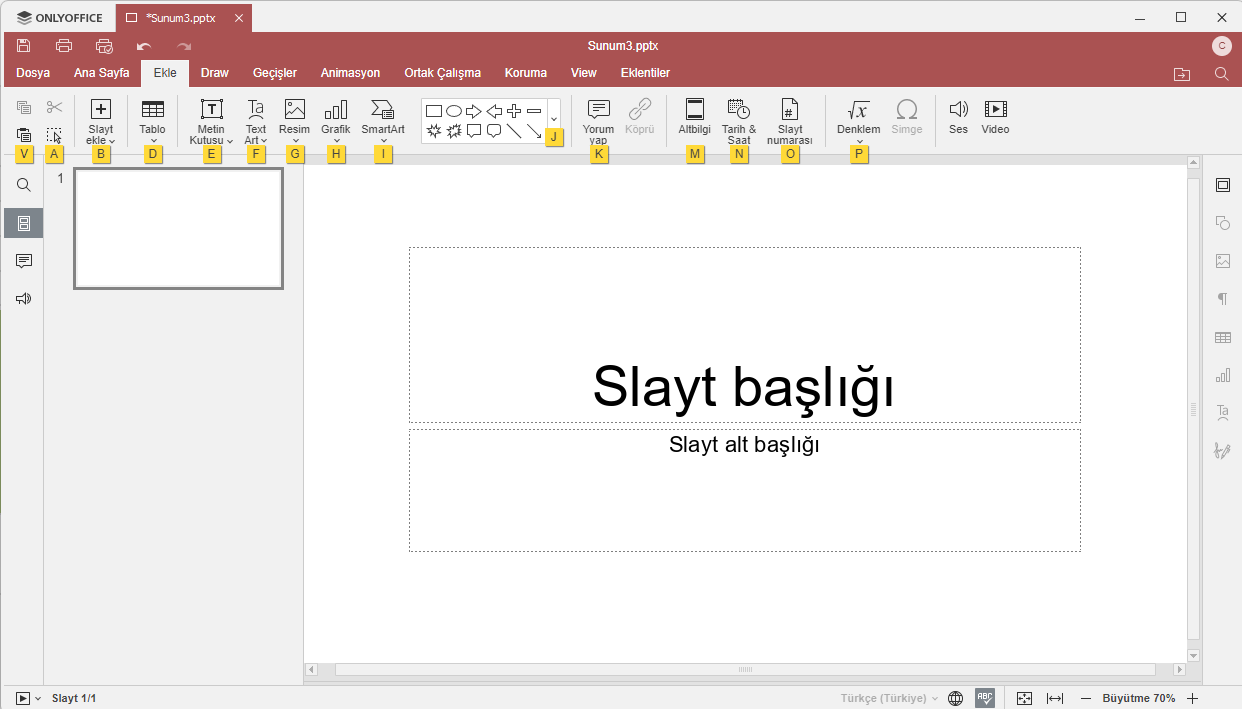 ONLYOFFICE
*Sunum3.pptx
Sunum3.pptx
C
Dosya Ana Sayfa Ekle Draw Geçişler Animasyon Ortak Çalışma Koruma View Eklentiler
Slayt ekle
Tablo
Metin Kutusu
Text Art
Resim
Grafik
SmartArt
Yorum yap
Köprü
Altbilgi
Tarih & Saat
Slayt numarası
Denklem
Simge
Ses
Video
V A B D E F G H I J K M N O P
1
Slayt başlığı
Slayt alt başlığı
Slayt 1/1
Türkçe (Türkiye)
ABC
Büyütme 70%